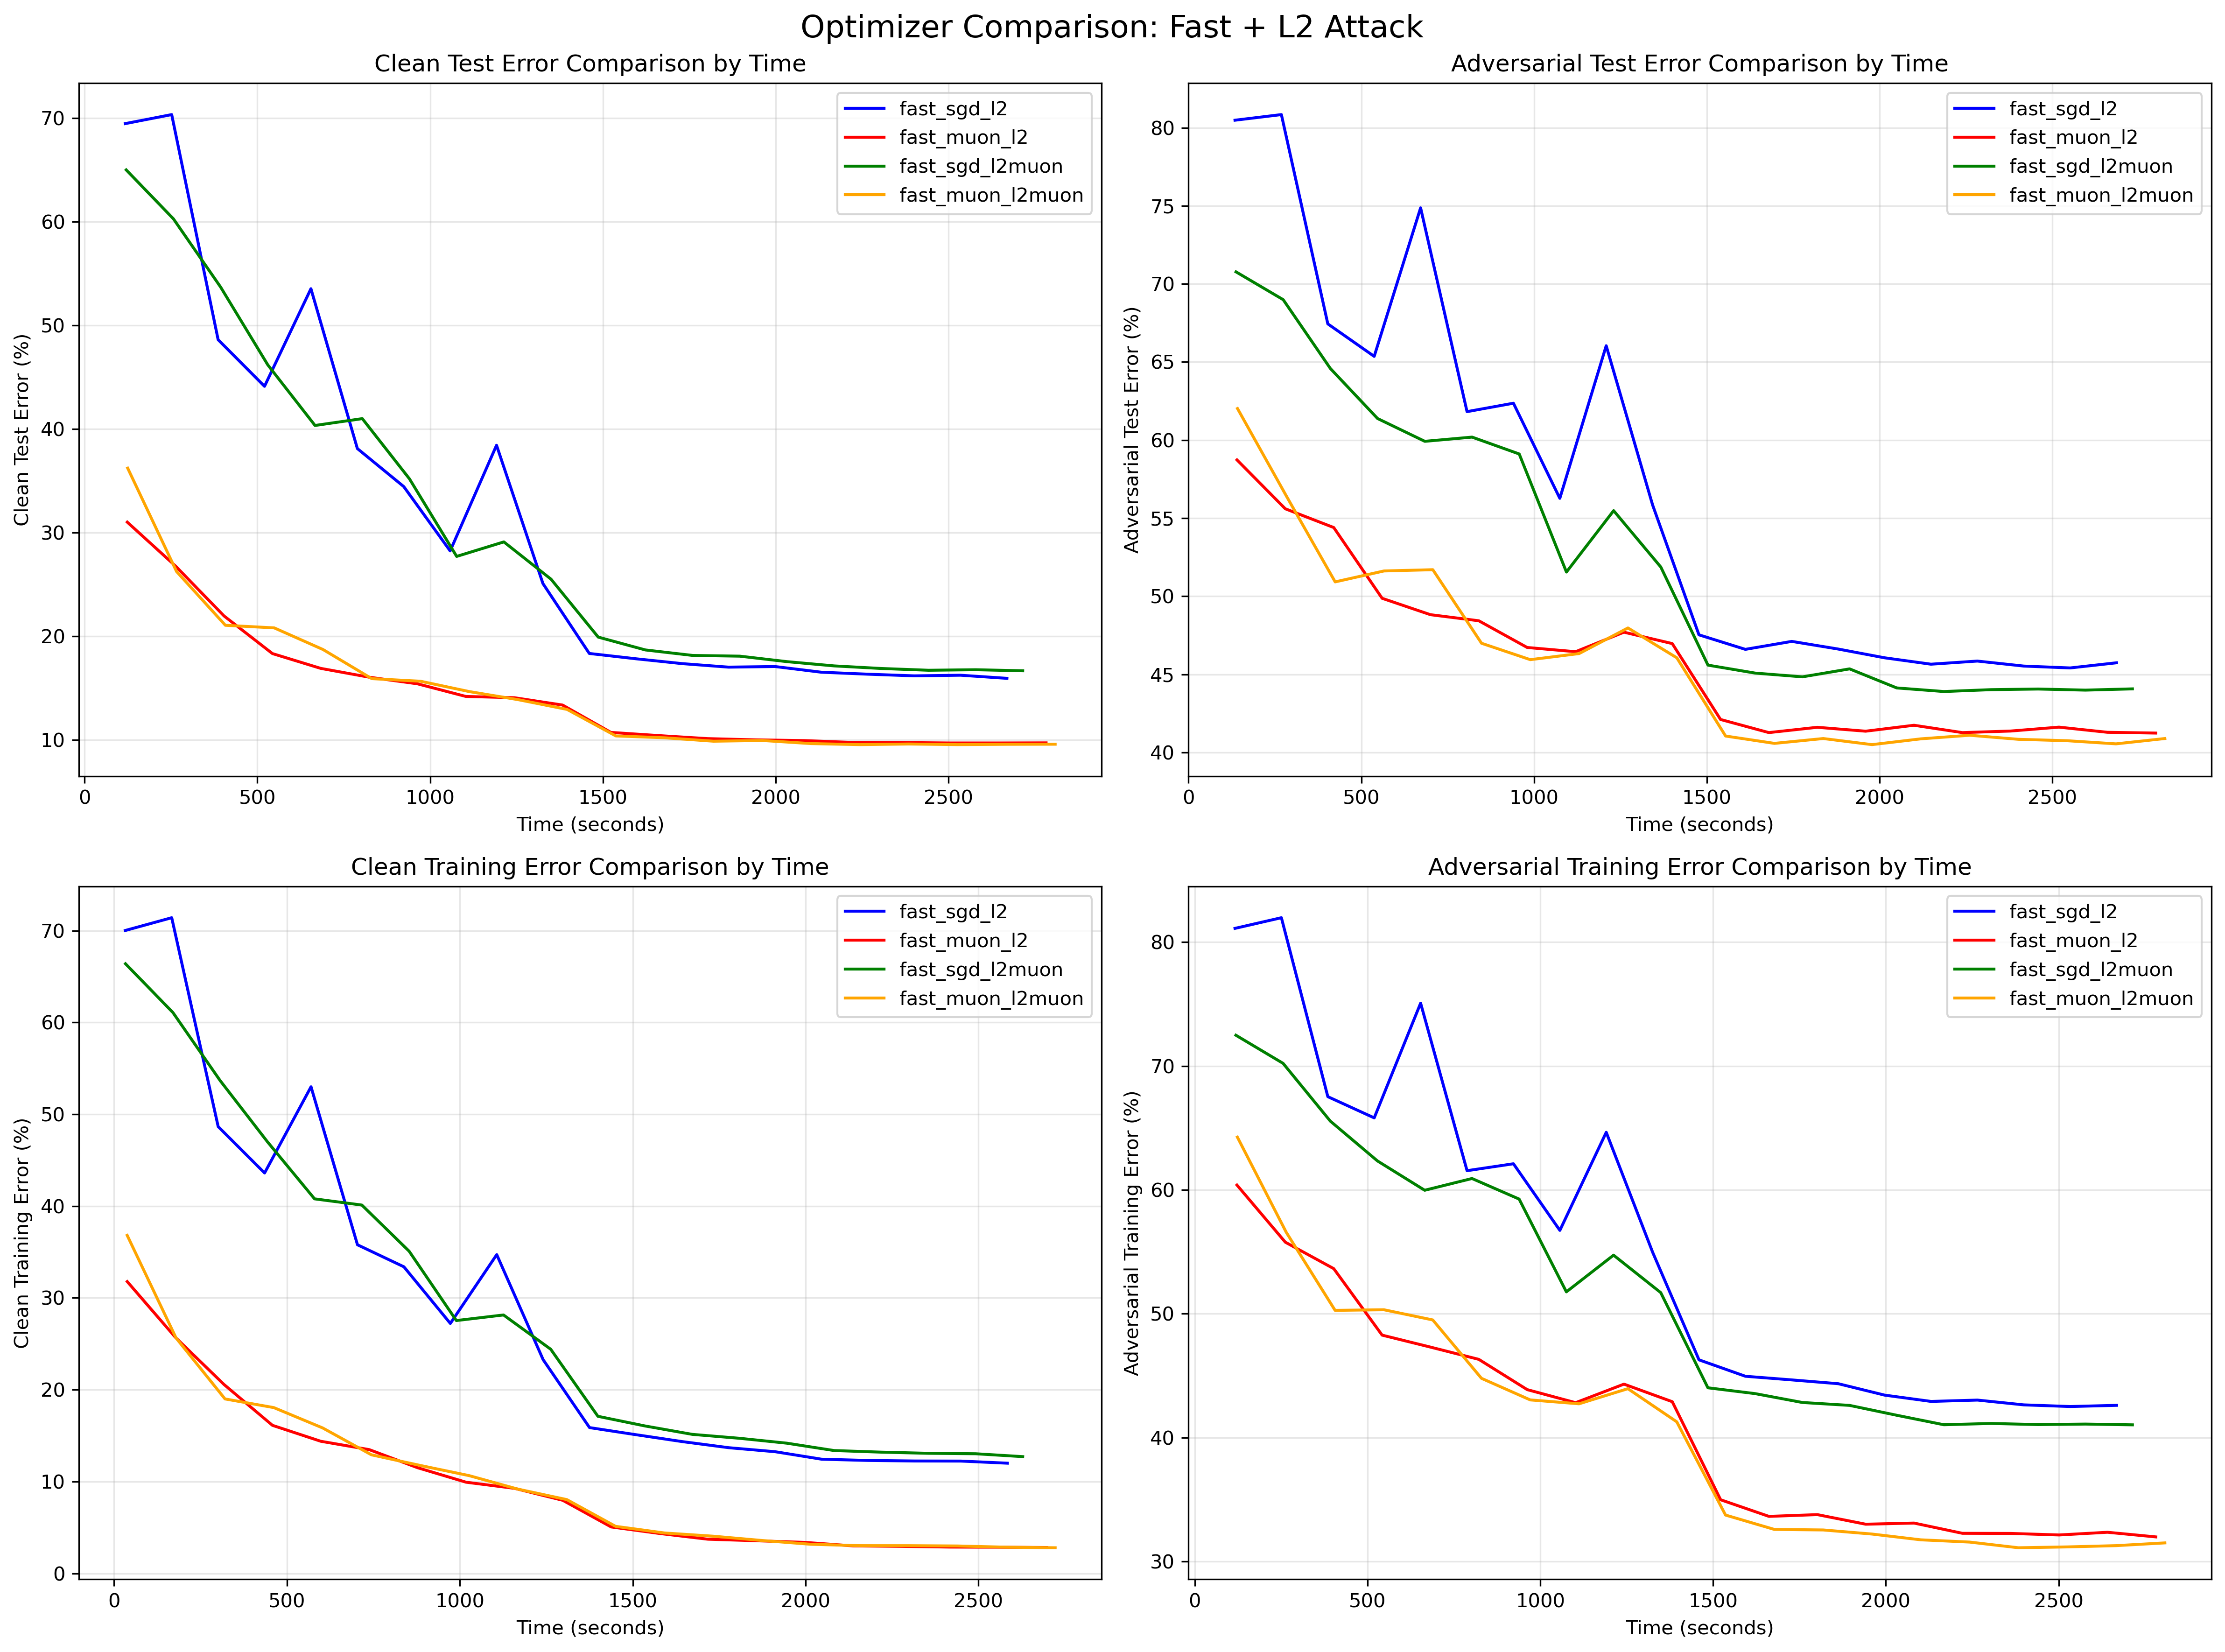 Optimizer Comparison: Fast + L2 Attack
Clean Test Error Comparison by Time
Clean Test Error (%)
70
60
50
40
30
20
10
0
500
1000
1500
2000
2500
Time (seconds)
fast_sgd_l2
fast_muon_l2
fast_sgd_l2muon
fast_muon_l2muon
Adversarial Test Error Comparison by Time
Adversarial Test Error (%)
80
75
70
65
60
55
50
45
40
0
500
1000
1500
2000
2500
Time (seconds)
fast_sgd_l2
fast_muon_l2
fast_sgd_l2muon
fast_muon_l2muon
Clean Training Error Comparison by Time
Clean Training Error (%)
70
60
50
40
30
20
10
0
0
500
1000
1500
2000
2500
Time (seconds)
fast_sgd_l2
fast_muon_l2
fast_sgd_l2muon
fast_muon_l2muon
Adversarial Training Error Comparison by Time
Adversarial Training Error (%)
80
70
60
50
40
30
0
500
1000
1500
2000
2500
Time (seconds)
fast_sgd_l2
fast_muon_l2
fast_sgd_l2muon
fast_muon_l2muon